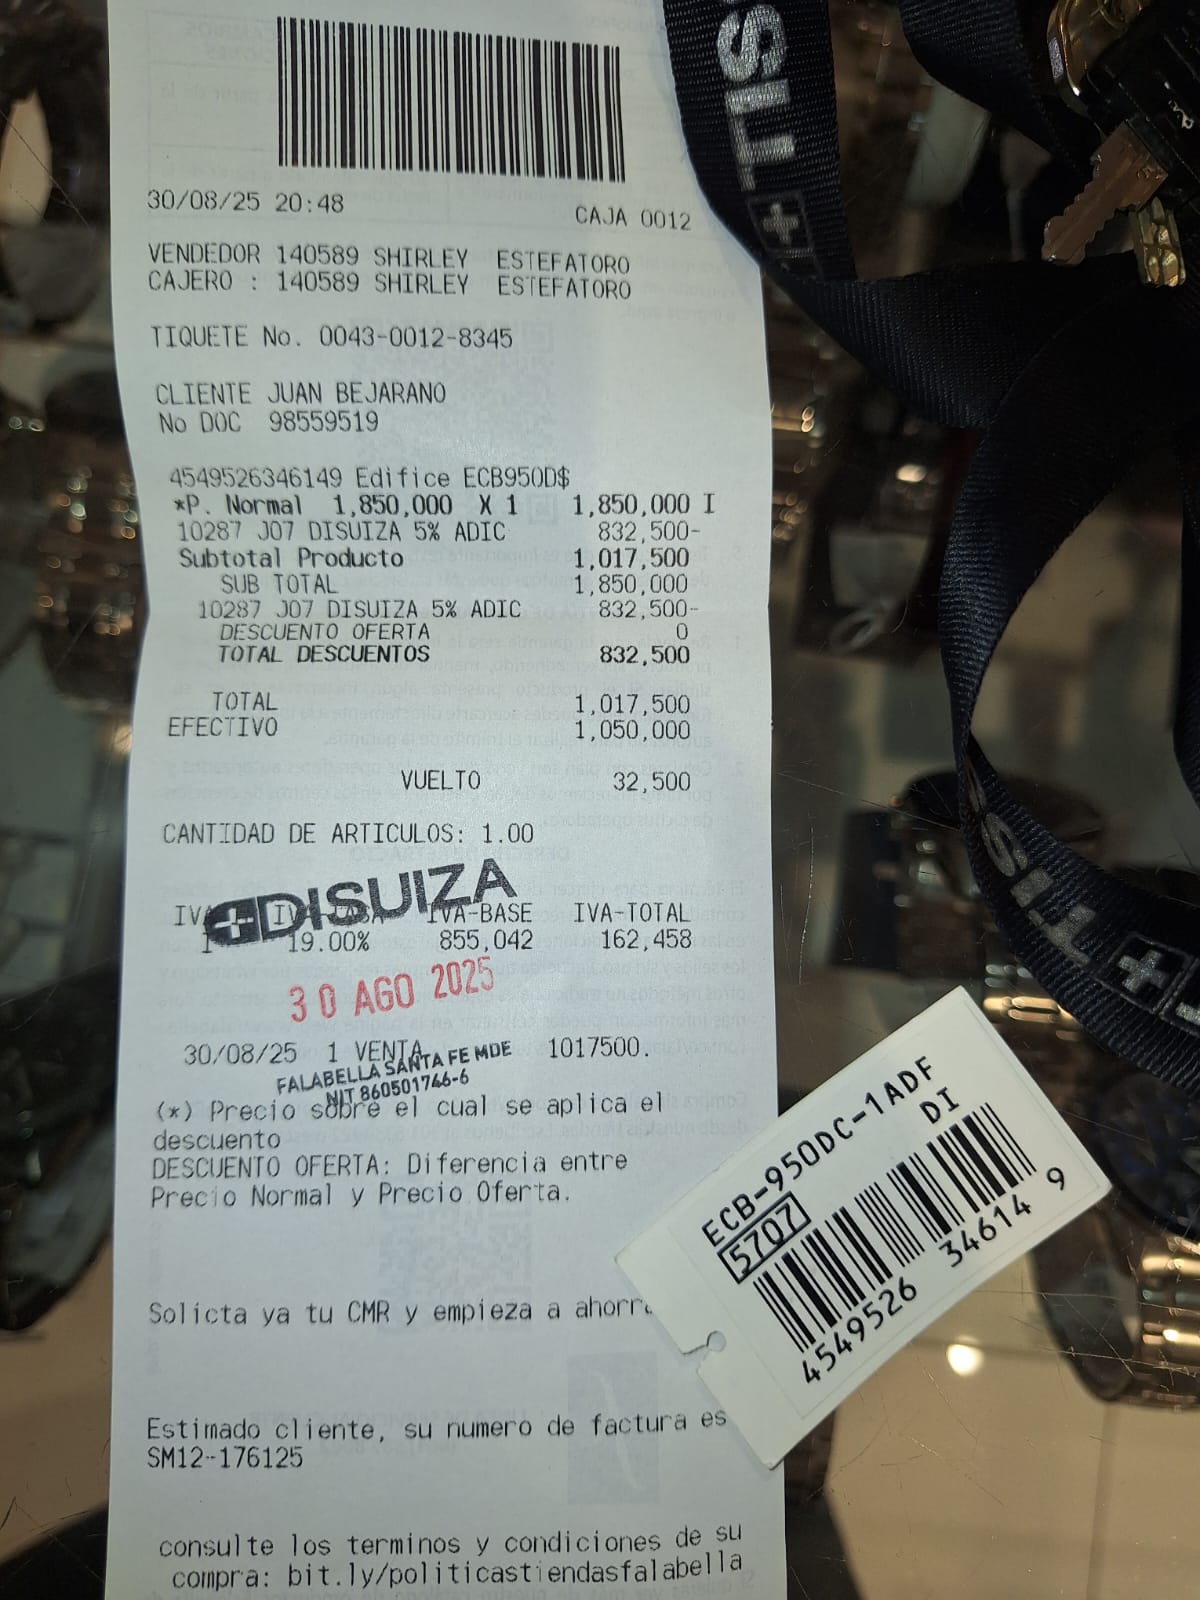 30/08/25 20:48 CAJA 0012
VENDEDOR 140589 SHIRLEY ESTEFATORO
CAJERO : 140589 SHIRLEY ESTEFATORO
TIQUETE No. 0043-0012-8345
CLIENTE JUAN BEJARANO
No DOC 98559519
4549526346149 Edifice ECB950D$
*P. Normal 1,850,000 X 1 1,850,000 I
10287 J07 DISUIZA 5% ADIC 832,500-
Subtotal Producto 1,017,500
SUB TOTAL 1,850,000
10287 J07 DISUIZA 5% ADIC 832,500-
DESCUENTO OFERTA 0
TOTAL DESCUENTOS 832,500
TOTAL 1,017,500
EFECTIVO 1,050,000
VUELTO 32,500
CANTIDAD DE ARTICULOS: 1.00
DISUIZA
IVA IVA-BASE IVA-TOTAL
I 19.00% 855,042 162,458
30 AGO 2025
30/08/25 1 VENTA 1017500.
FALABELLA SANTA FE MDE
NIT 860501746-6
(*) Precio sobre el cual se aplica el
descuento
DESCUENTO OFERTA: Diferencia entre
Precio Normal y Precio Oferta.
Solicta ya tu CMR y empieza a
Estimado cliente, su numero de factura es
SM12-176125
consulte los terminos y condiciones de su
compra: bit.ly/politicastiendasfalabella
ECB-950DC-1ADF
5707 DI
4549526 34614 9